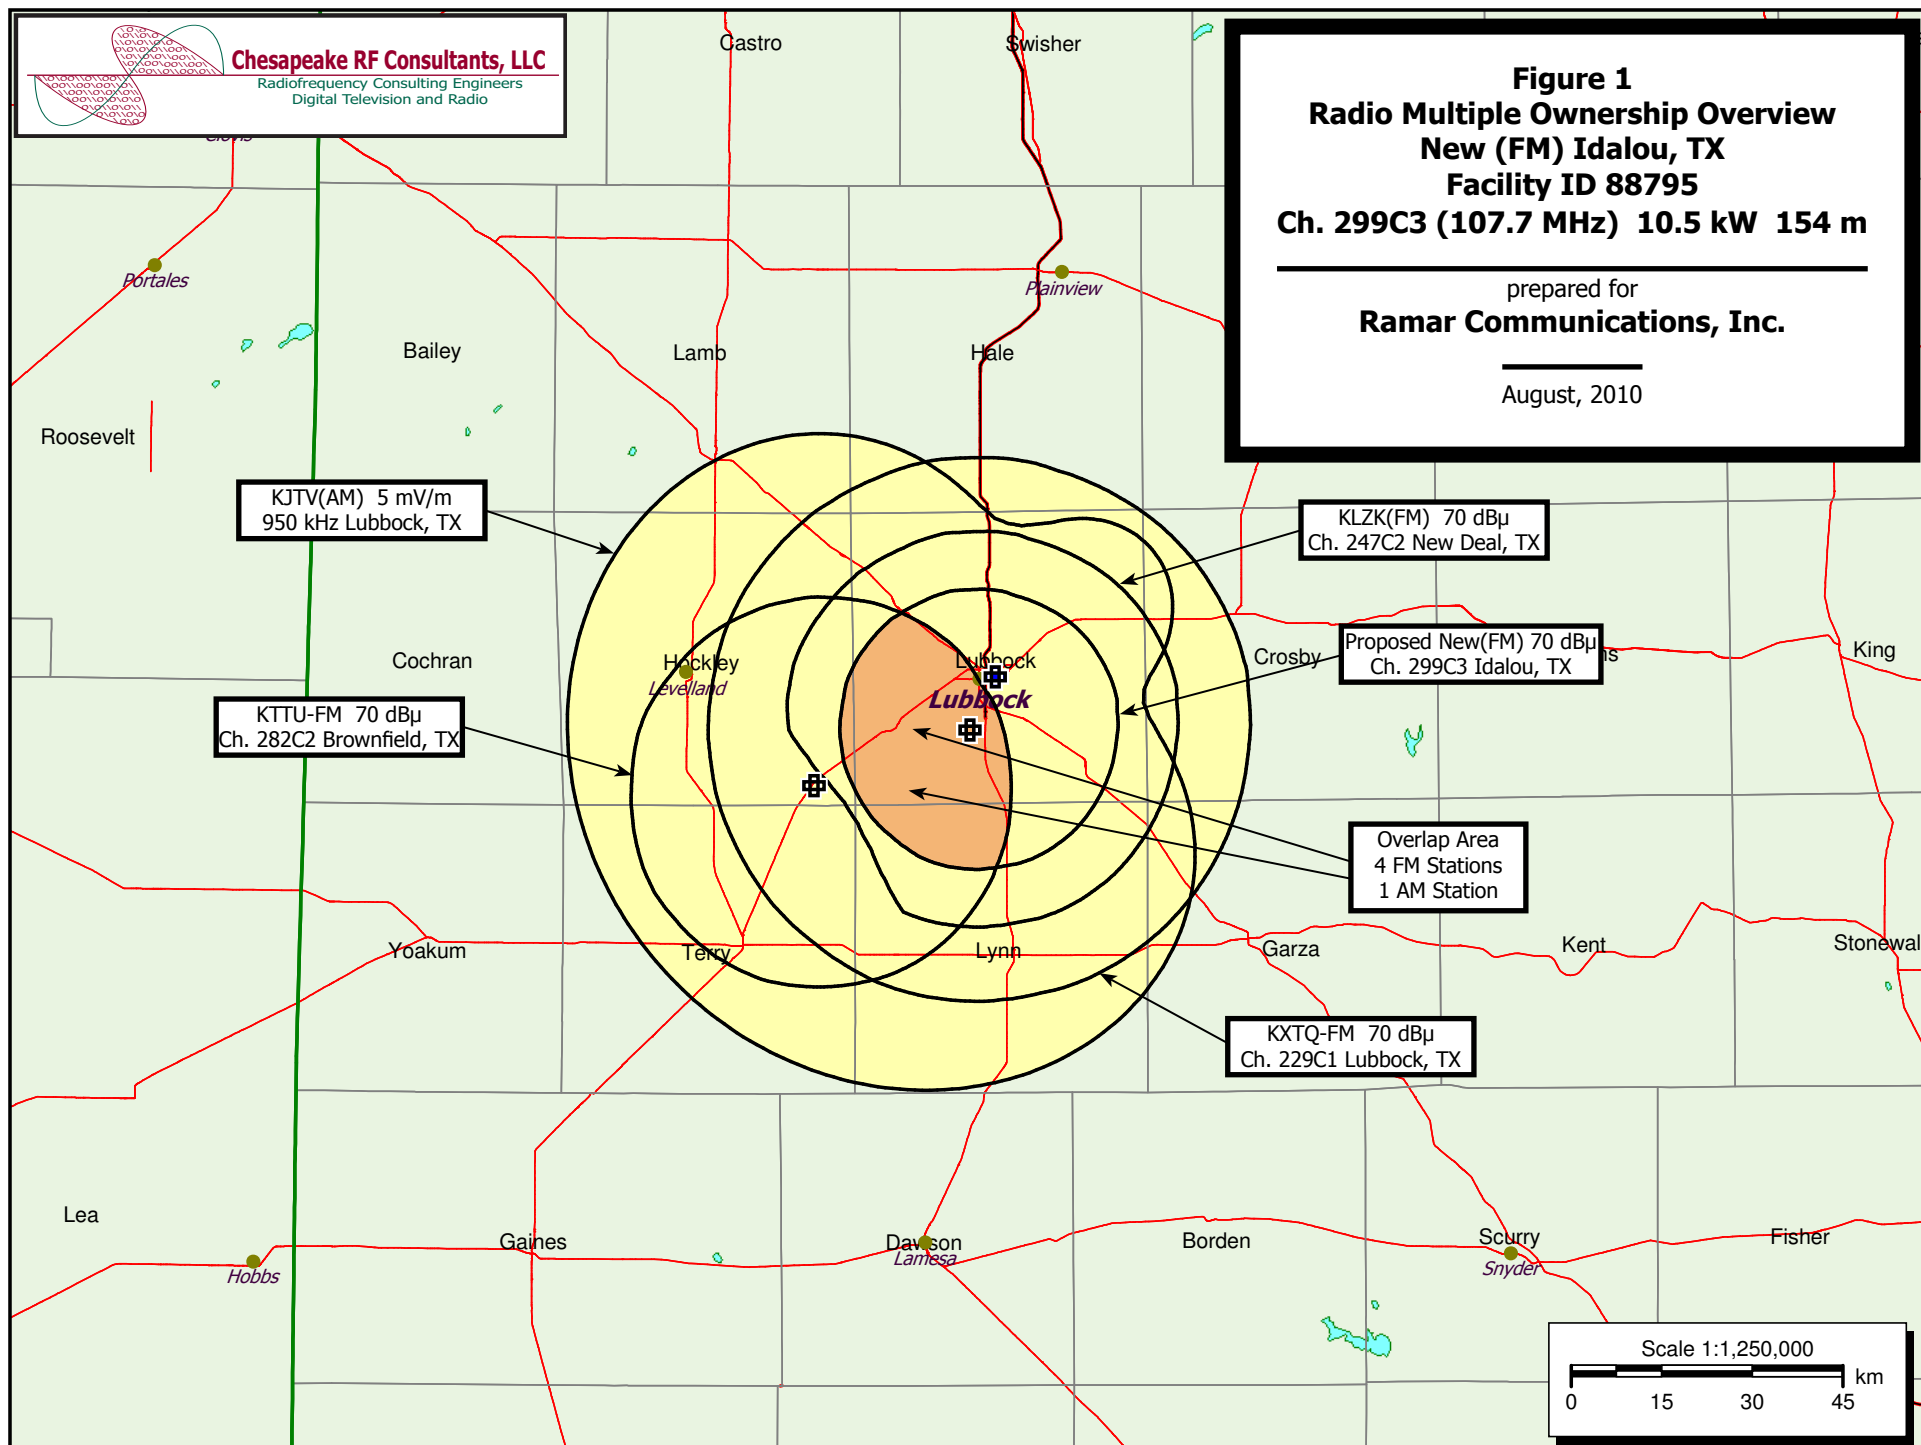 Chesapeake RF Consultants, LLC
Radiofrequency Consulting Engineers
Digital Television and Radio
Figure 1
Radio Multiple Ownership Overview
New (FM) Idalou, TX
Facility ID 88795
Ch. 299C3 (107.7 MHz) 10.5 kW 154 m
prepared for
Ramar Communications, Inc.
August, 2010
Castro
Swisher
Clovis
Portales
Plainview
Bailey
Lamb
Hale
Roosevelt
KJTV(AM) 5 mV/m
950 kHz Lubbock, TX
KLZK(FM) 70 dBµ
Ch. 247C2 New Deal, TX
Proposed New(FM) 70 dBµ
Ch. 299C3 Idalou, TX
Cochran
Hockley
Levelland
Lubbock
Lubbock
Crosby
ns
King
KTTU-FM 70 dBµ
Ch. 282C2 Brownfield, TX
Overlap Area
4 FM Stations
1 AM Station
Yoakum
Terry
Lynn
Garza
Kent
Stonewal
KXTQ-FM 70 dBµ
Ch. 229C1 Lubbock, TX
Lea
Hobbs
Gaines
Dawson
Lamesa
Borden
Scurry
Snyder
Fisher
Scale 1:1,250,000
km
0 15 30 45